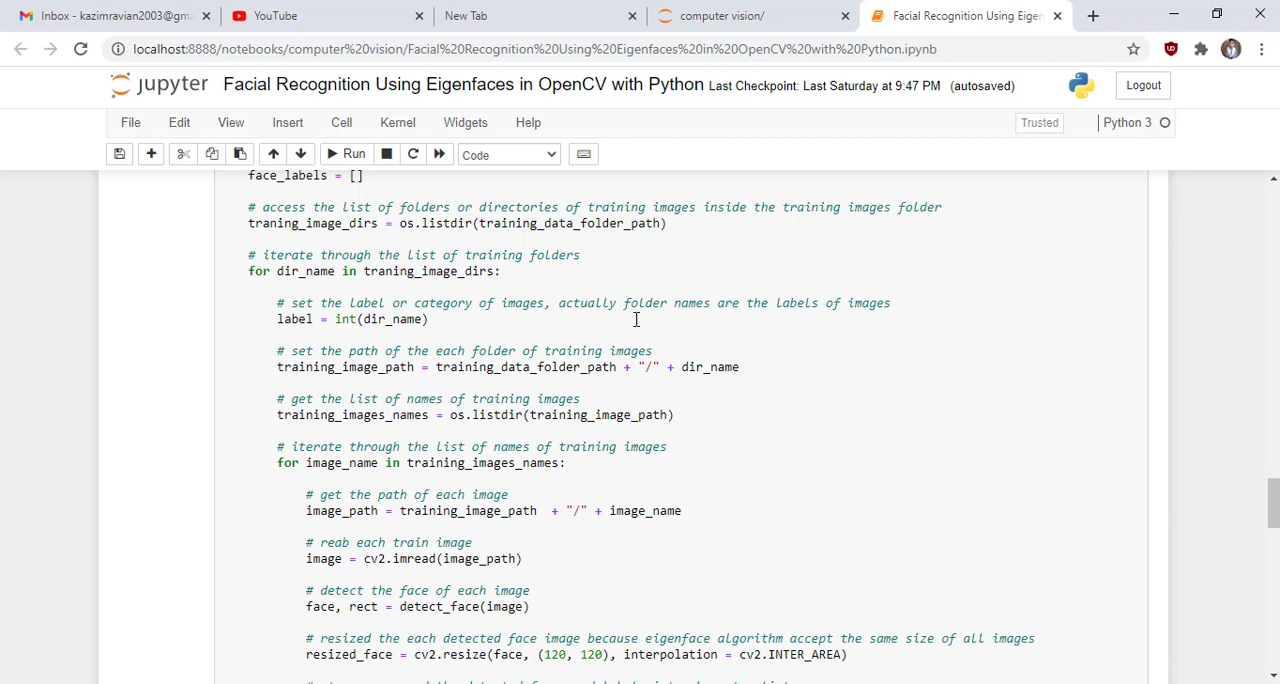 Inbox - kazimravian2003@gma
YouTube
New Tab
computer vision/
Facial Recognition Using Eigen
localhost:8888/notebooks/computer%20vision/Facial%20Recognition%20Using%20Eigenfaces%20in%20OpenCV%20with%20Python.ipynb
jupyter Facial Recognition Using Eigenfaces in OpenCV with Python Last Checkpoint: Last Saturday at 9:47 PM (autosaved) Logout
File Edit View Insert Cell Kernel Widgets Help Trusted Python 3
Run Code
face_labels = []
# access the list of folders or directories of training images inside the training images folder
traning_image_dirs = os.listdir(training_data_folder_path)
# iterate through the list of training folders
for dir_name in traning_image_dirs:
# set the label or category of images, actually folder names are the labels of images
label = int(dir_name)
# set the path of the each folder of training images
training_image_path = training_data_folder_path + "/" + dir_name
# get the list of names of training images
training_images_names = os.listdir(training_image_path)
# iterate through the list of names of training images
for image_name in training_images_names:
# get the path of each image
image_path = training_image_path + "/" + image_name
# reab each train image
image = cv2.imread(image_path)
# detect the face of each image
face, rect = detect_face(image)
# resized the each detected face image because eigenface algorithm accept the same size of all images
resized_face = cv2.resize(face, (120, 120), interpolation = cv2.INTER_AREA)